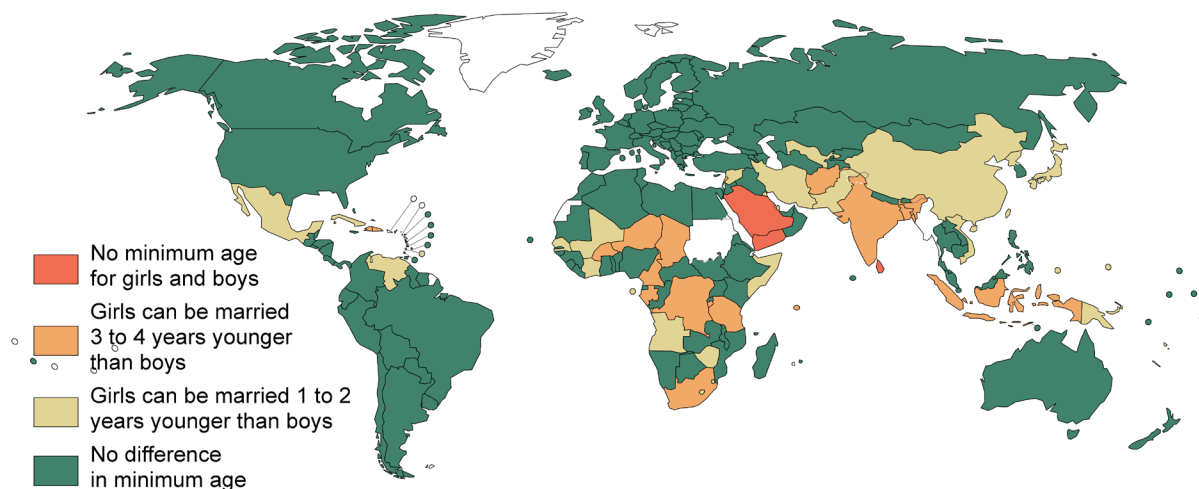 No minimum age
for girls and boys
Girls can be married
3 to 4 years younger
than boys
Girls can be married 1 to 2
years younger than boys
No difference
in minimum age